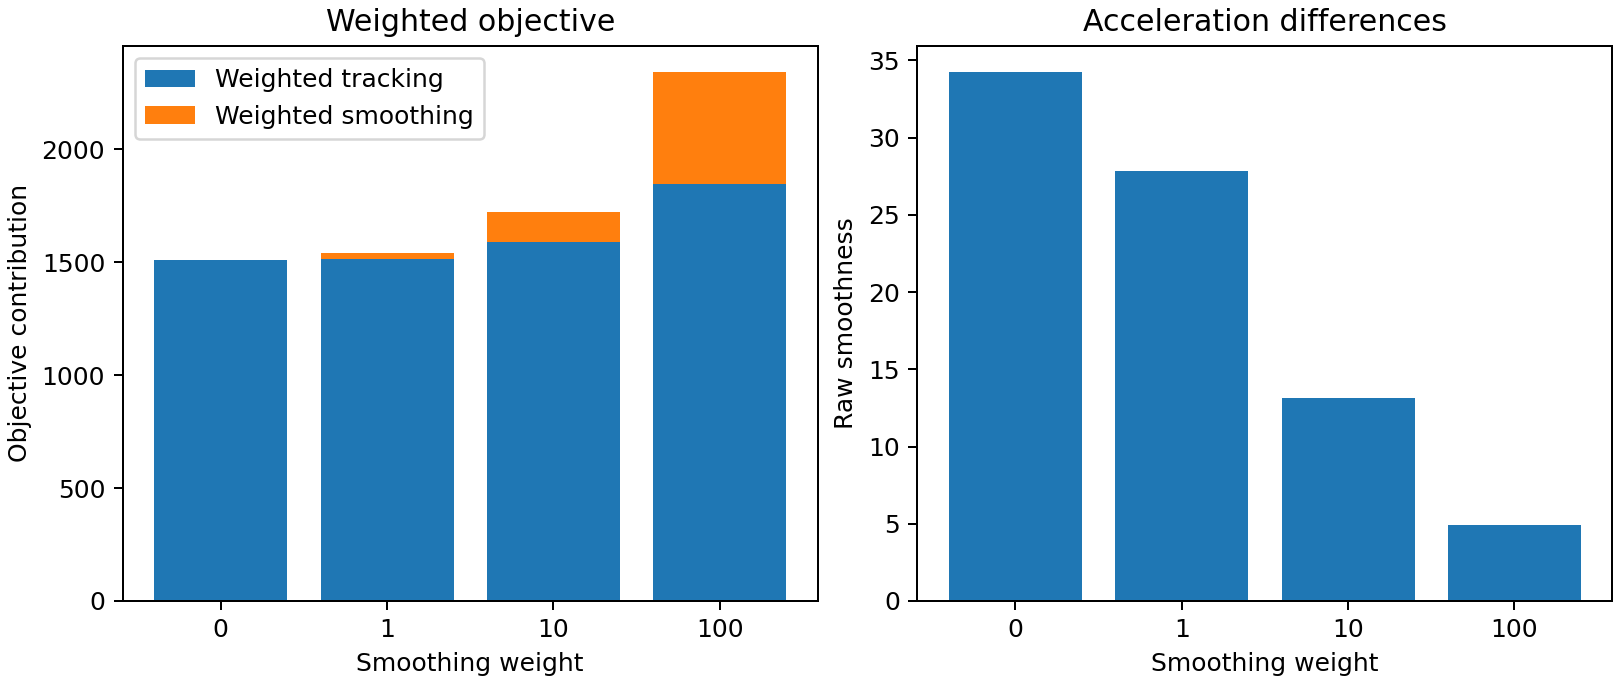 Weighted objective
Weighted tracking
Weighted smoothing
Objective contribution
2000
1500
1000
500
0
0 1 10 100
Smoothing weight
Acceleration differences
Raw smoothness
35
30
25
20
15
10
5
0
0 1 10 100
Smoothing weight